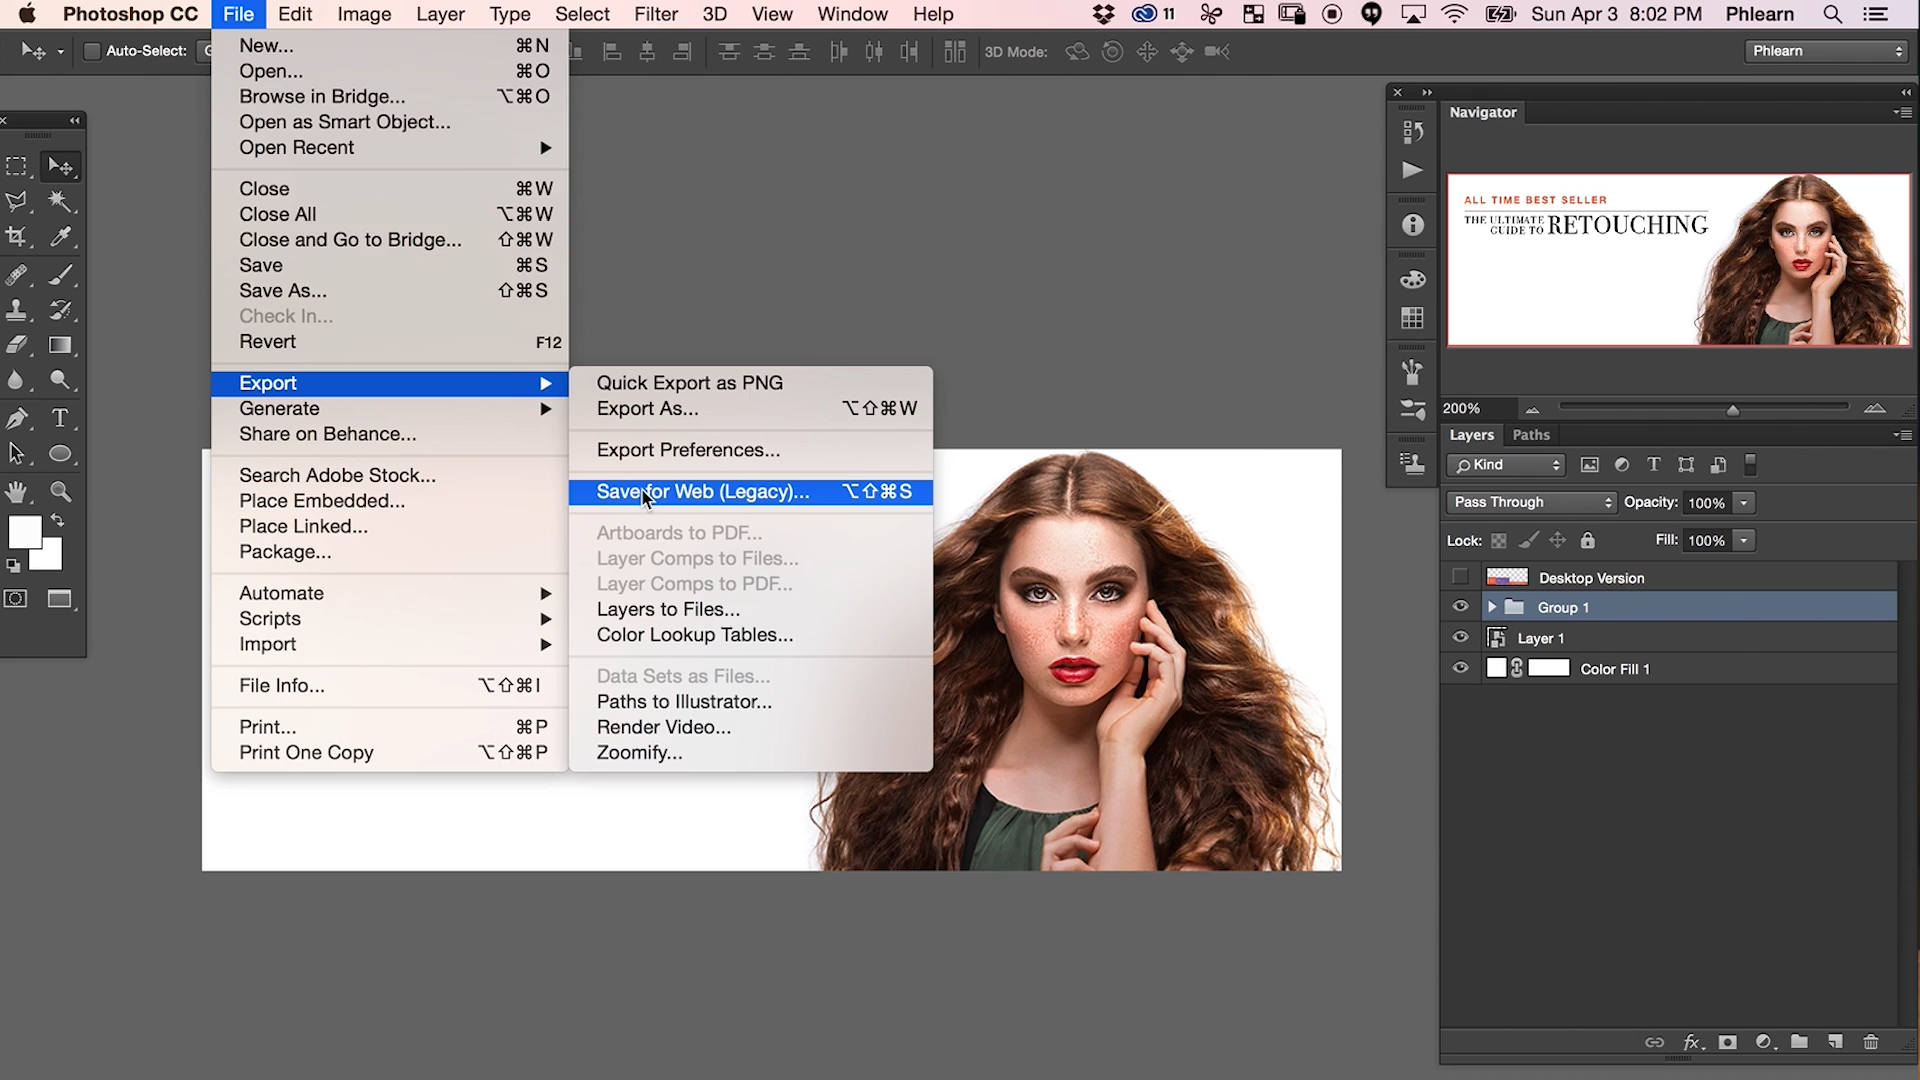 Photoshop CC File Edit Image Layer Type Select Filter 3D View Window Help 11 Sun Apr 3 8:02 PM Phlearn
Auto-Select: 3D Mode: Phlearn
New... ⌘N
Open... ⌘O
Browse in Bridge... ⌥⌘O
Open as Smart Object...
Open Recent
Close ⌘W
Close All ⌥⌘W
Close and Go to Bridge... ⇧⌘W
Save ⌘S
Save As... ⇧⌘S
Check In...
Revert F12
Export
Generate
Share on Behance...
Search Adobe Stock...
Place Embedded...
Place Linked...
Package...
Automate
Scripts
Import
File Info... ⌥⇧⌘I
Print... ⌘P
Print One Copy ⌥⇧⌘P
Quick Export as PNG
Export As... ⌥⇧⌘W
Export Preferences...
Save for Web (Legacy)... ⌥⇧⌘S
Artboards to PDF...
Layer Comps to Files...
Layer Comps to PDF...
Layers to Files...
Color Lookup Tables...
Data Sets as Files...
Paths to Illustrator...
Render Video...
Zoomify...
Navigator
ALL TIME BEST SELLER
THE ULTIMATE
GUIDE TO RETOUCHING
200%
Layers Paths
Kind
Pass Through Opacity: 100%
Lock: Fill: 100%
Desktop Version
Group 1
Layer 1
Color Fill 1
fx